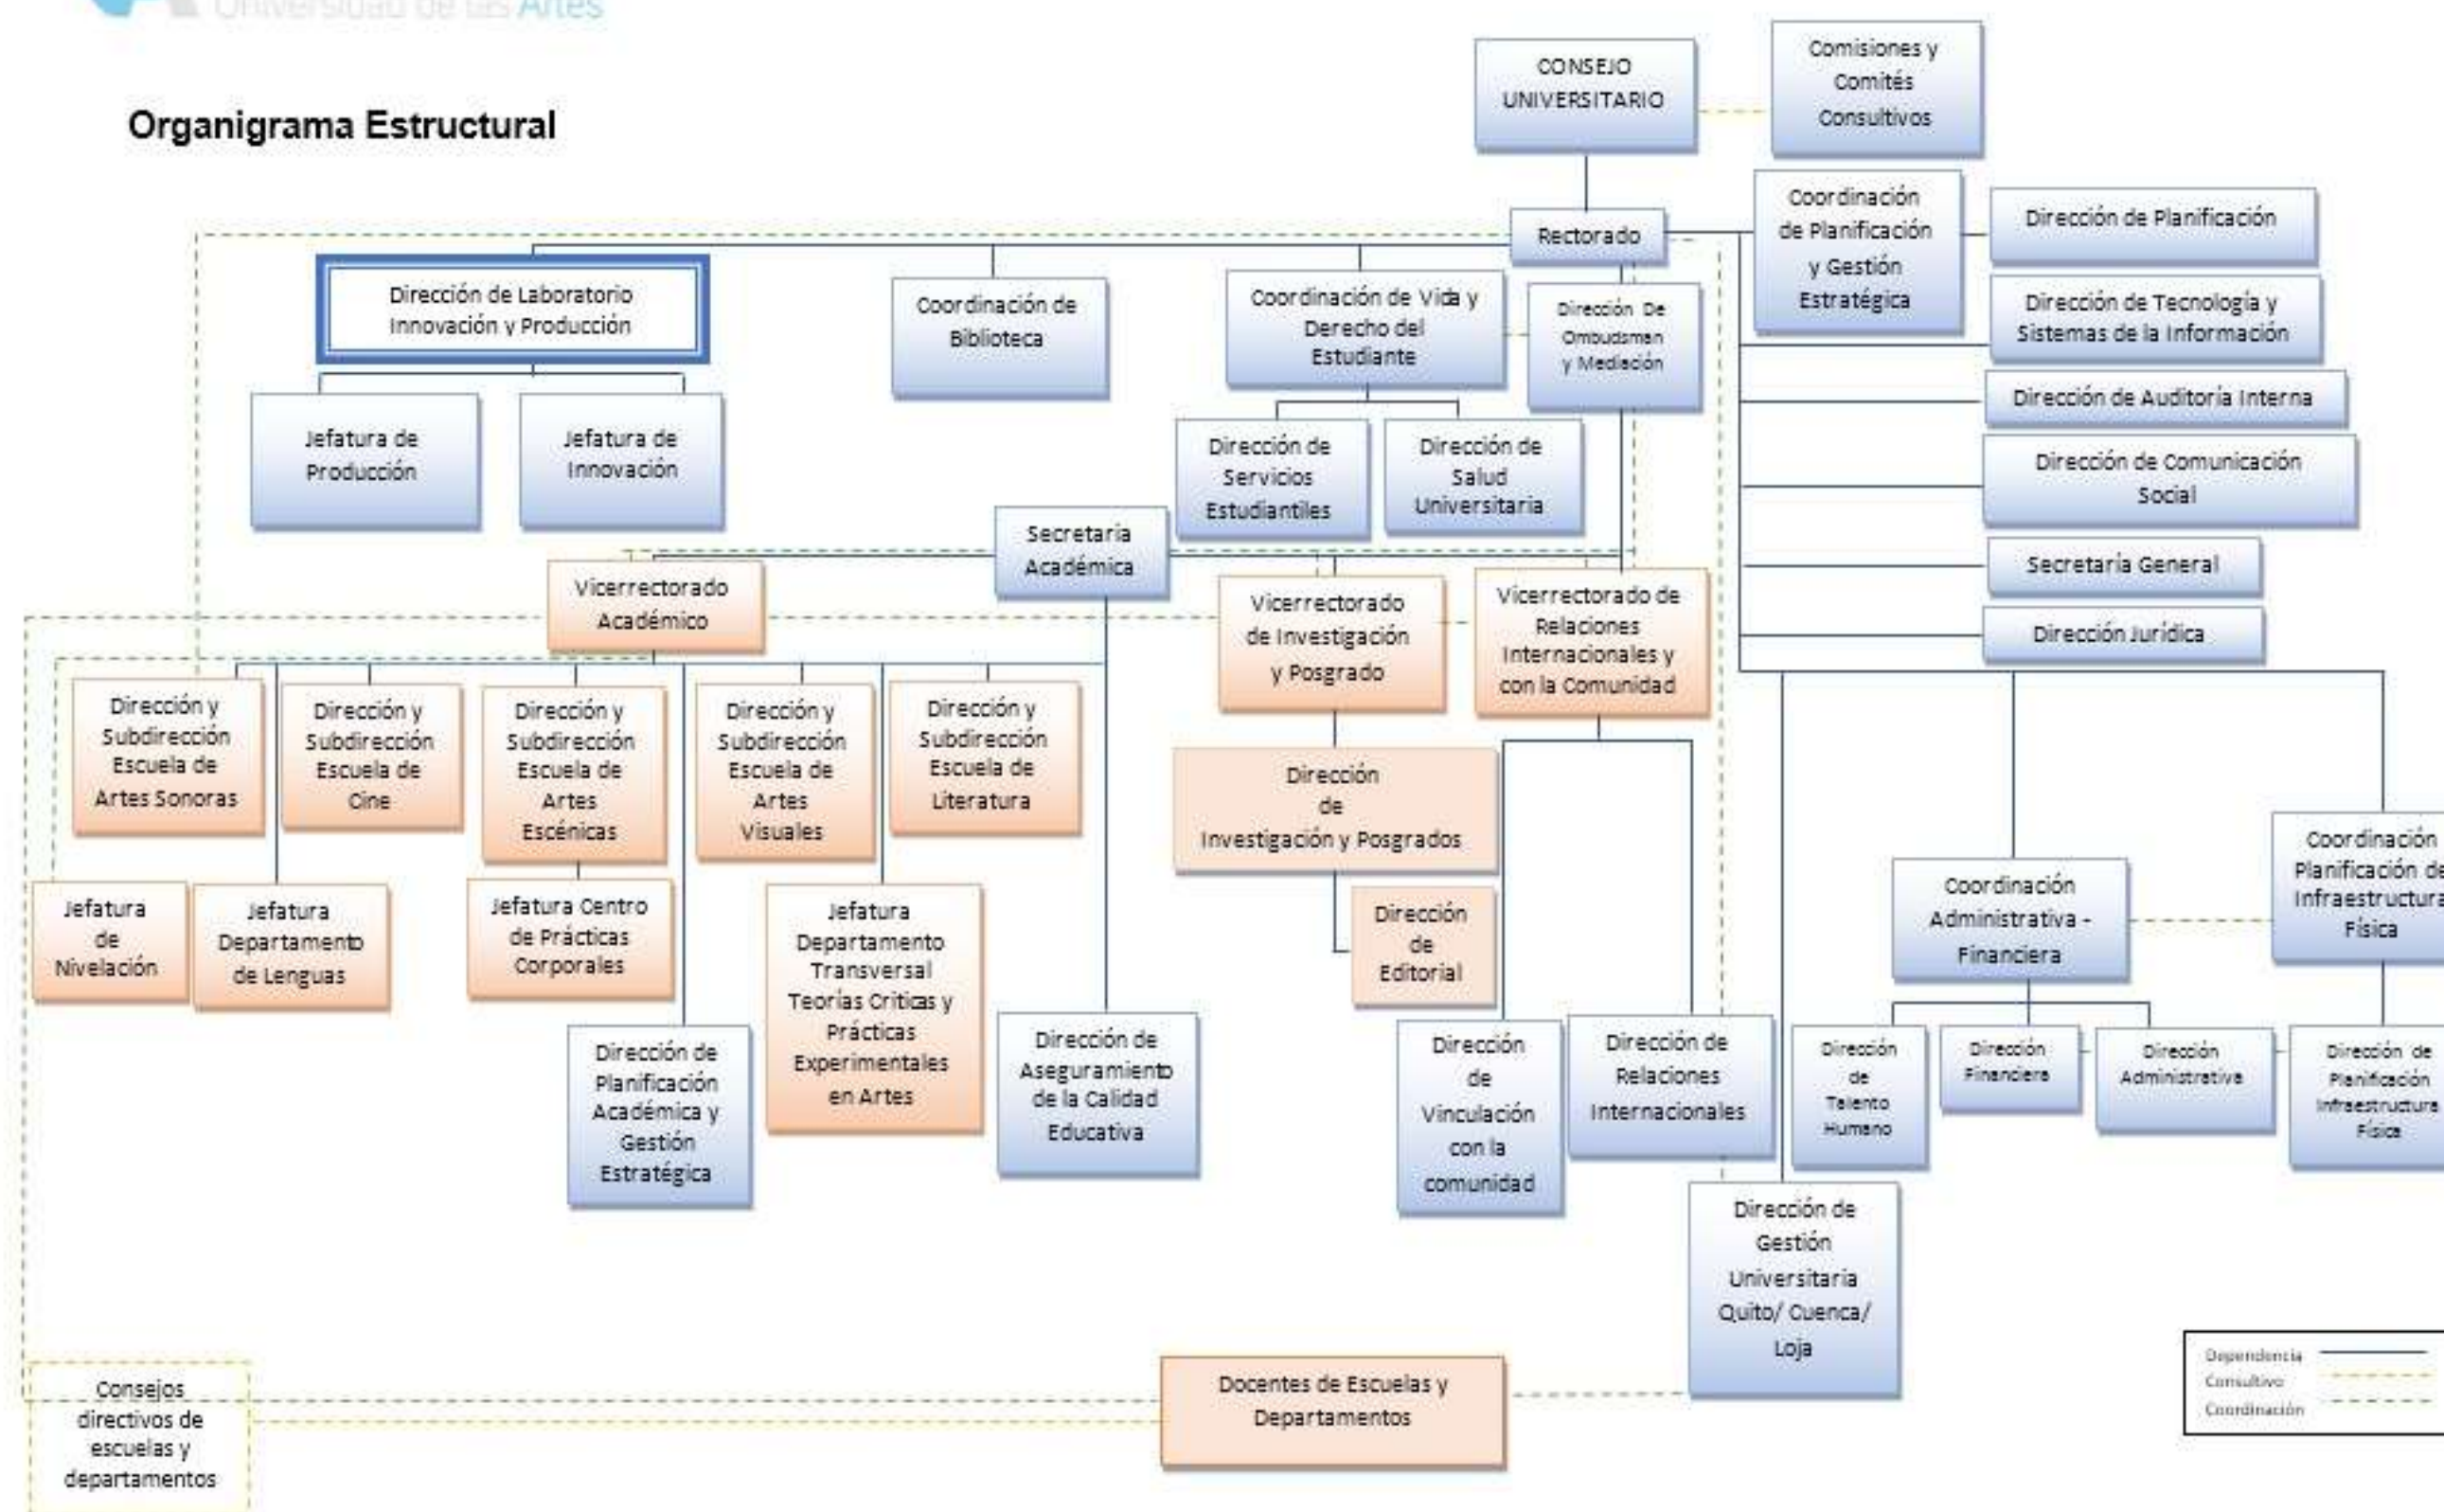 Universidad de las Artes
Organigrama Estructural
CONSEJO
UNIVERSITARIO
Comisiones y
Comités
Consultivos
Rectorado
Coordinación
de Planificación
y Gestión
Estratégica
Dirección de Planificación
Dirección de Tecnología y
Sistemas de la Información
Dirección de Auditoría Interna
Dirección de Comunicación
Social
Secretaría General
Dirección Jurídica
Dirección de Laboratorio
Innovación y Producción
Coordinación de
Biblioteca
Coordinación de Vida y
Derecho del
Estudiante
Dirección De
Ombudsman
y Mediación
Jefatura de
Producción
Jefatura de
Innovación
Dirección de
Servicios
Estudiantiles
Dirección de
Salud
Universitaria
Secretaria
Académica
Vicerrectorado
Académico
Vicerrectorado
de Investigación
y Posgrado
Vicerrectorado de
Relaciones
Internacionales y
con la Comunidad
Dirección y
Subdirección
Escuela de
Artes Sonoras
Dirección y
Subdirección
Escuela de
Cine
Dirección y
Subdirección
Escuela de
Artes
Escénicas
Dirección y
Subdirección
Escuela de
Artes
Visuales
Dirección y
Subdirección
Escuela de
Literatura
Dirección
de
Investigación y Posgrados
Dirección
de
Editorial
Jefatura
de
Nivelación
Jefatura
Departamento
de Lenguas
Jefatura Centro
de Prácticas
Corporales
Jefatura
Departamento
Transversal
Teorías Criticas y
Prácticas
Experimentales
en Artes
Dirección de
Planificación
Académica y
Gestión
Estratégica
Dirección de
Aseguramiento
de la Calidad
Educativa
Dirección
de
Vinculación
con la
comunidad
Dirección de
Relaciones
Internacionales
Coordinación
Administrativa -
Financiera
Coordinación
Planificación de
Infraestructura
Física
Dirección
de
Talento
Humano
Dirección
Financiera
Dirección
Administrativa
Dirección de
Planificación
Infraestructura
Física
Dirección de
Gestión
Universitaria
Quito/ Cuenca/
Loja
Consejos
directivos de
escuelas y
departamentos
Docentes de Escuelas y
Departamentos
Dependencia
Consultivo
Coordinación